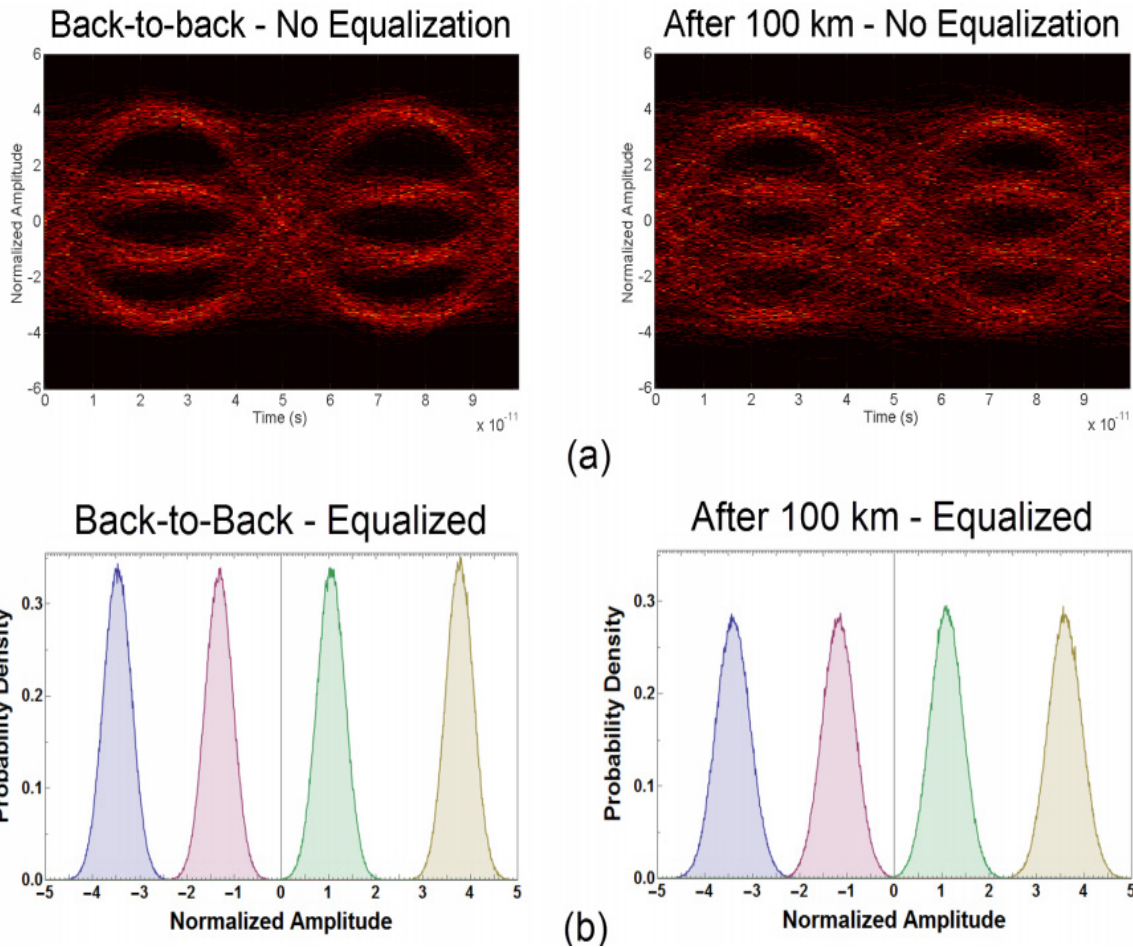 Back-to-back - No Equalization
After 100 km - No Equalization
6
4
2
0
-2
-4
-6
Normalized Amplitude
0 1 2 3 4 5 6 7 8 9
Time (s)
x 10⁻¹¹
6
4
2
0
-2
-4
-6
Normalized Amplitude
0 1 2 3 4 5 6 7 8 9
Time (s)
x 10⁻¹¹
(a)
Back-to-Back - Equalized
After 100 km - Equalized
0.3
0.2
0.1
0.0
Probability Density
−5 −4 −3 −2 −1 0 1 2 3 4 5
Normalized Amplitude
0.3
0.2
0.1
0.0
Probability Density
−5 −4 −3 −2 −1 0 1 2 3 4 5
Normalized Amplitude
(b)